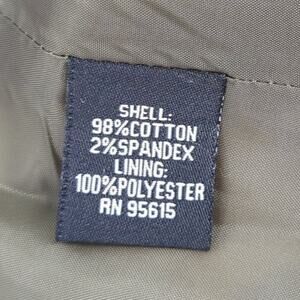 SHELL:
98%COTTON
2%SPANDEX
LINING:
100%POLYESTER
RN 95615